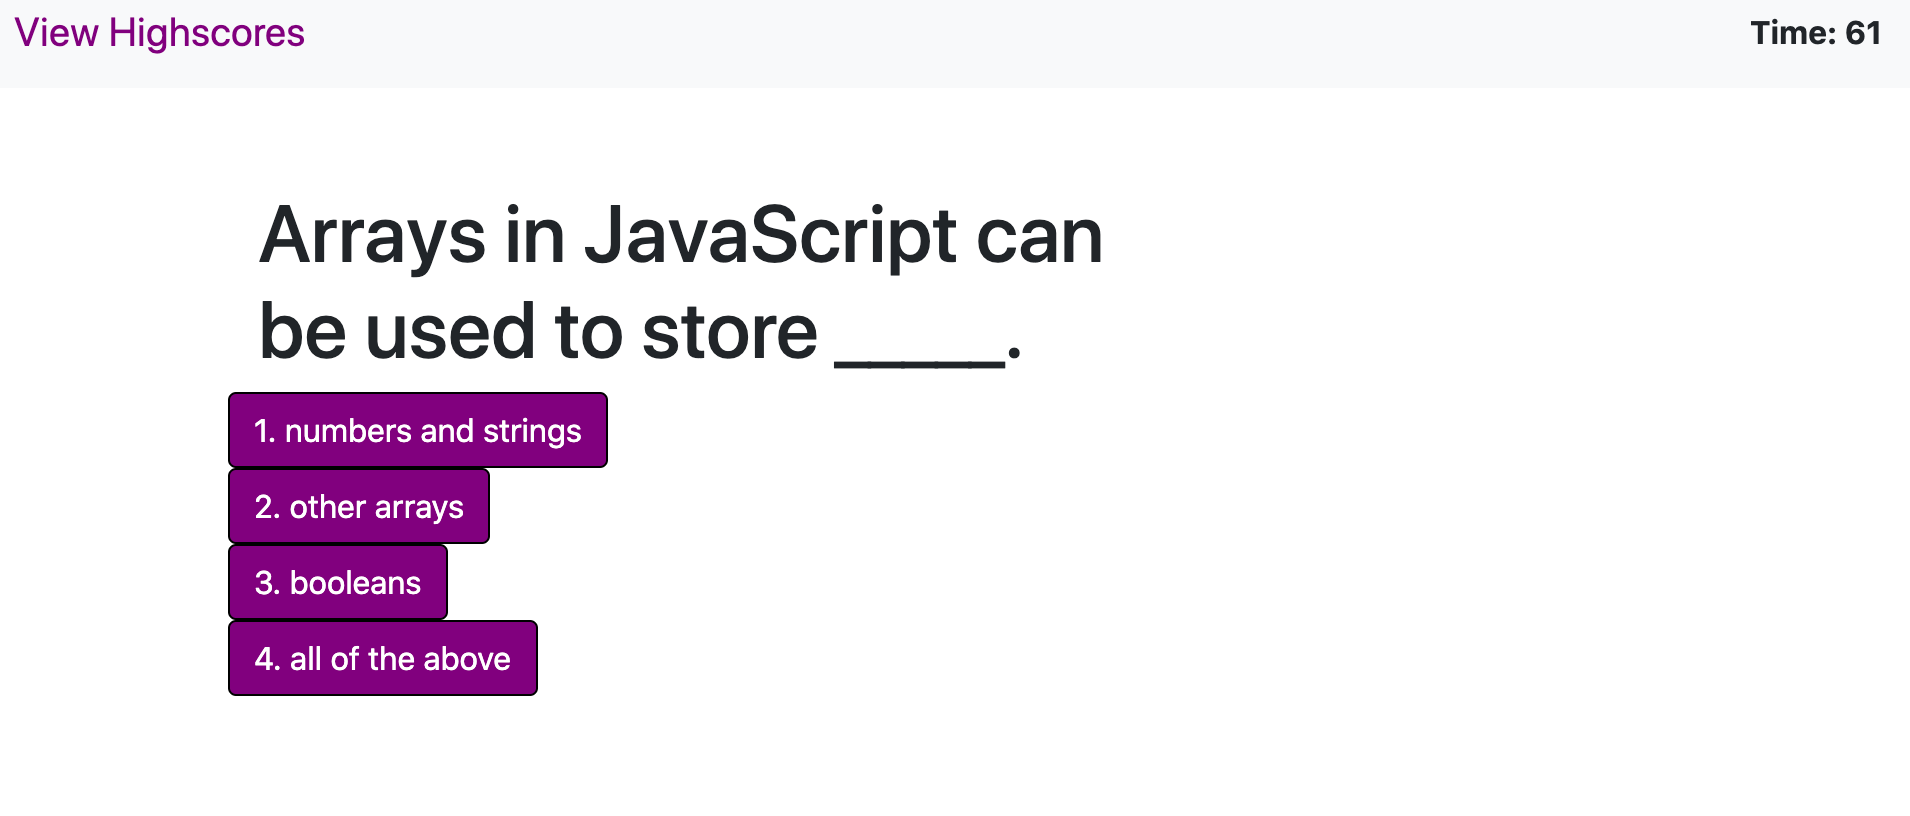 View Highscores
Time: 61
Arrays in JavaScript can
be used to store _____.
1. numbers and strings
2. other arrays
3. booleans
4. all of the above